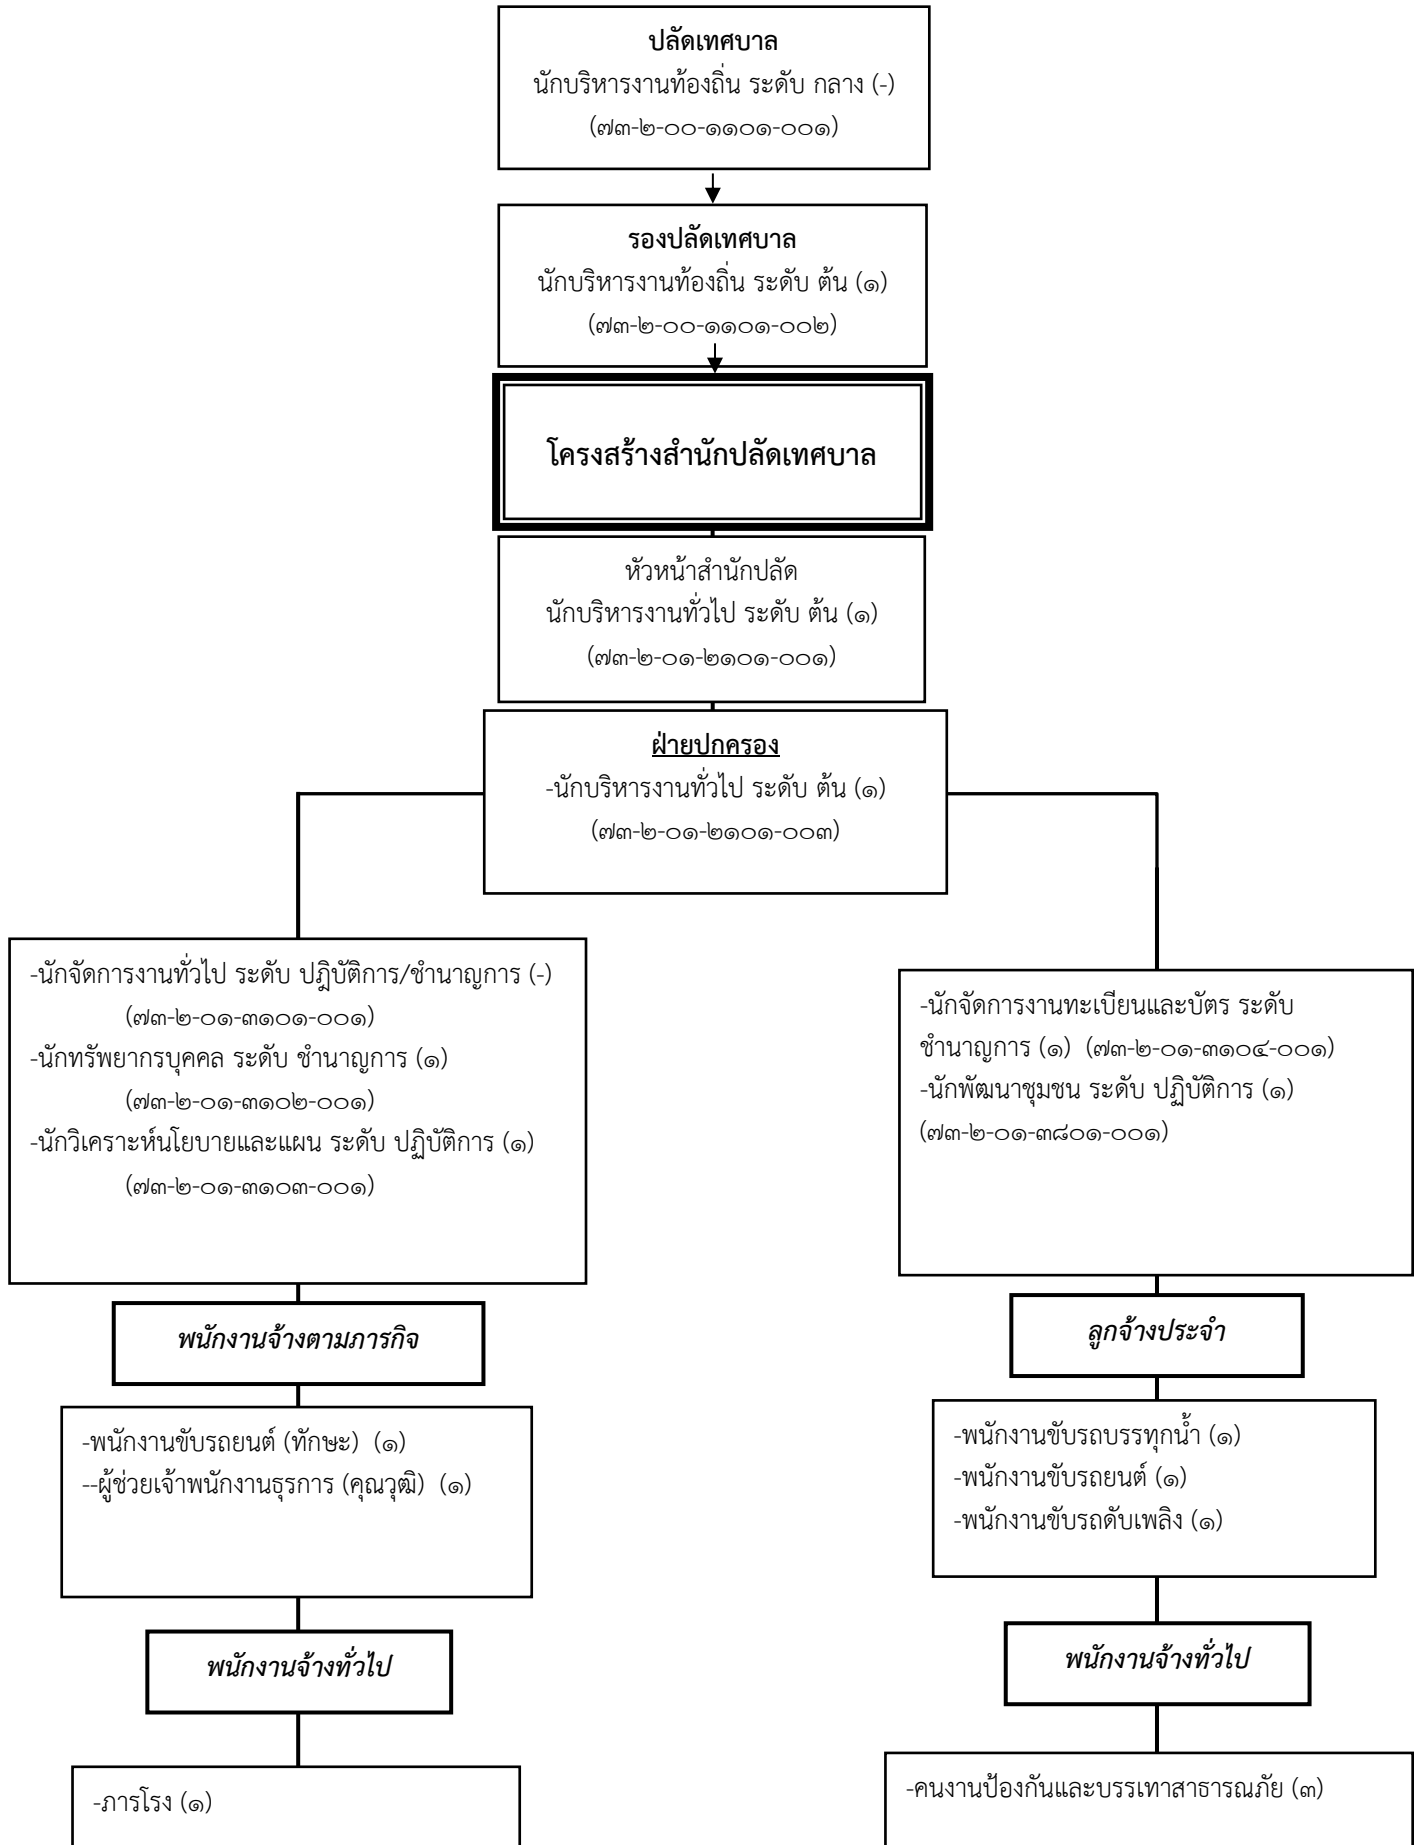 ปลัดเทศบาล
นักบริหารงานท้องถิ่น ระดับ กลาง (-)
(๗๓-๒-๐๐-๑๑๐๑-๐๐๑)
รองปลัดเทศบาล
นักบริหารงานท้องถิ่น ระดับ ต้น (๑)
(๗๓-๒-๐๐-๑๑๐๑-๐๐๒)
โครงสร้างสำนักปลัดเทศบาล
หัวหน้าสำนักปลัด
นักบริหารงานทั่วไป ระดับ ต้น (๑)
(๗๓-๒-๐๑-๒๑๐๑-๐๐๑)
ฝ่ายปกครอง
-นักบริหารงานทั่วไป ระดับ ต้น (๑)
(๗๓-๒-๐๑-๒๑๐๑-๐๐๓)
-นักจัดการงานทั่วไป ระดับ ปฎิบัติการ/ชำนาญการ (-)
(๗๓-๒-๐๑-๓๑๐๑-๐๐๑)
-นักทรัพยากรบุคคล ระดับ ชำนาญการ (๑)
(๗๓-๒-๐๑-๓๑๐๒-๐๐๑)
-นักวิเคราะห์นโยบายและแผน ระดับ ปฏิบัติการ (๑)
(๗๓-๒-๐๑-๓๑๐๓-๐๐๑)
-นักจัดการงานทะเบียนและบัตร ระดับ
ชำนาญการ (๑) (๗๓-๒-๐๑-๓๑๐๔-๐๐๑)
-นักพัฒนาชุมชน ระดับ ปฏิบัติการ (๑)
(๗๓-๒-๐๑-๓๘๐๑-๐๐๑)
พนักงานจ้างตามภารกิจ
-พนักงานขับรถยนต์ (ทักษะ) (๑)
--ผู้ช่วยเจ้าพนักงานธุรการ (คุณวุฒิ) (๑)
ลูกจ้างประจำ
-พนักงานขับรถบรรทุกน้ำ (๑)
-พนักงานขับรถยนต์ (๑)
-พนักงานขับรถดับเพลิง (๑)
พนักงานจ้างทั่วไป
-ภารโรง (๑)
พนักงานจ้างทั่วไป
-คนงานป้องกันและบรรเทาสาธารณภัย (๓)